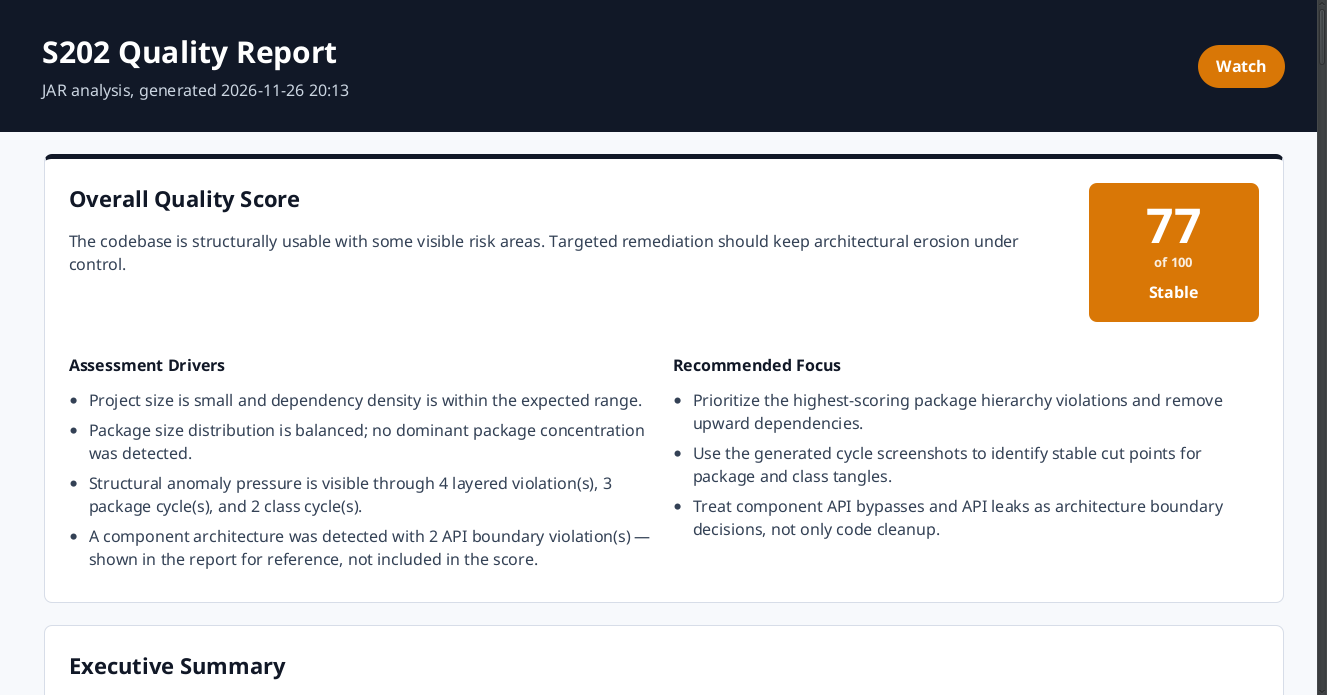 S202 Quality Report
JAR analysis, generated 2026-11-26 20:13
Watch
Overall Quality Score
The codebase is structurally usable with some visible risk areas. Targeted remediation should keep architectural erosion under
control.
77
of 100
Stable
Assessment Drivers
• Project size is small and dependency density is within the expected range.
• Package size distribution is balanced; no dominant package concentration
was detected.
• Structural anomaly pressure is visible through 4 layered violation(s), 3
package cycle(s), and 2 class cycle(s).
• A component architecture was detected with 2 API boundary violation(s) —
shown in the report for reference, not included in the score.
Recommended Focus
• Prioritize the highest-scoring package hierarchy violations and remove
upward dependencies.
• Use the generated cycle screenshots to identify stable cut points for
package and class tangles.
• Treat component API bypasses and API leaks as architecture boundary
decisions, not only code cleanup.
Executive Summary